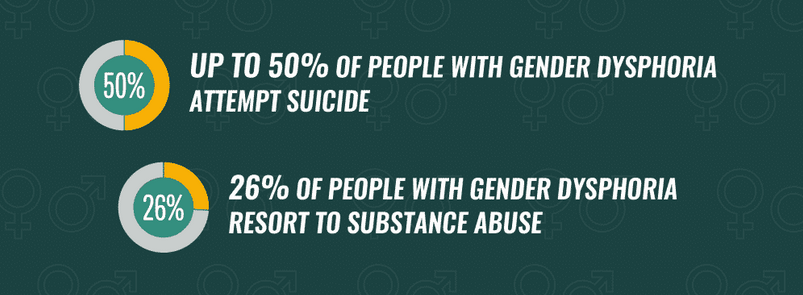 50%
UP TO 50% OF PEOPLE WITH GENDER DYSPHORIA
ATTEMPT SUICIDE
26%
26% OF PEOPLE WITH GENDER DYSPHORIA
RESORT TO SUBSTANCE ABUSE